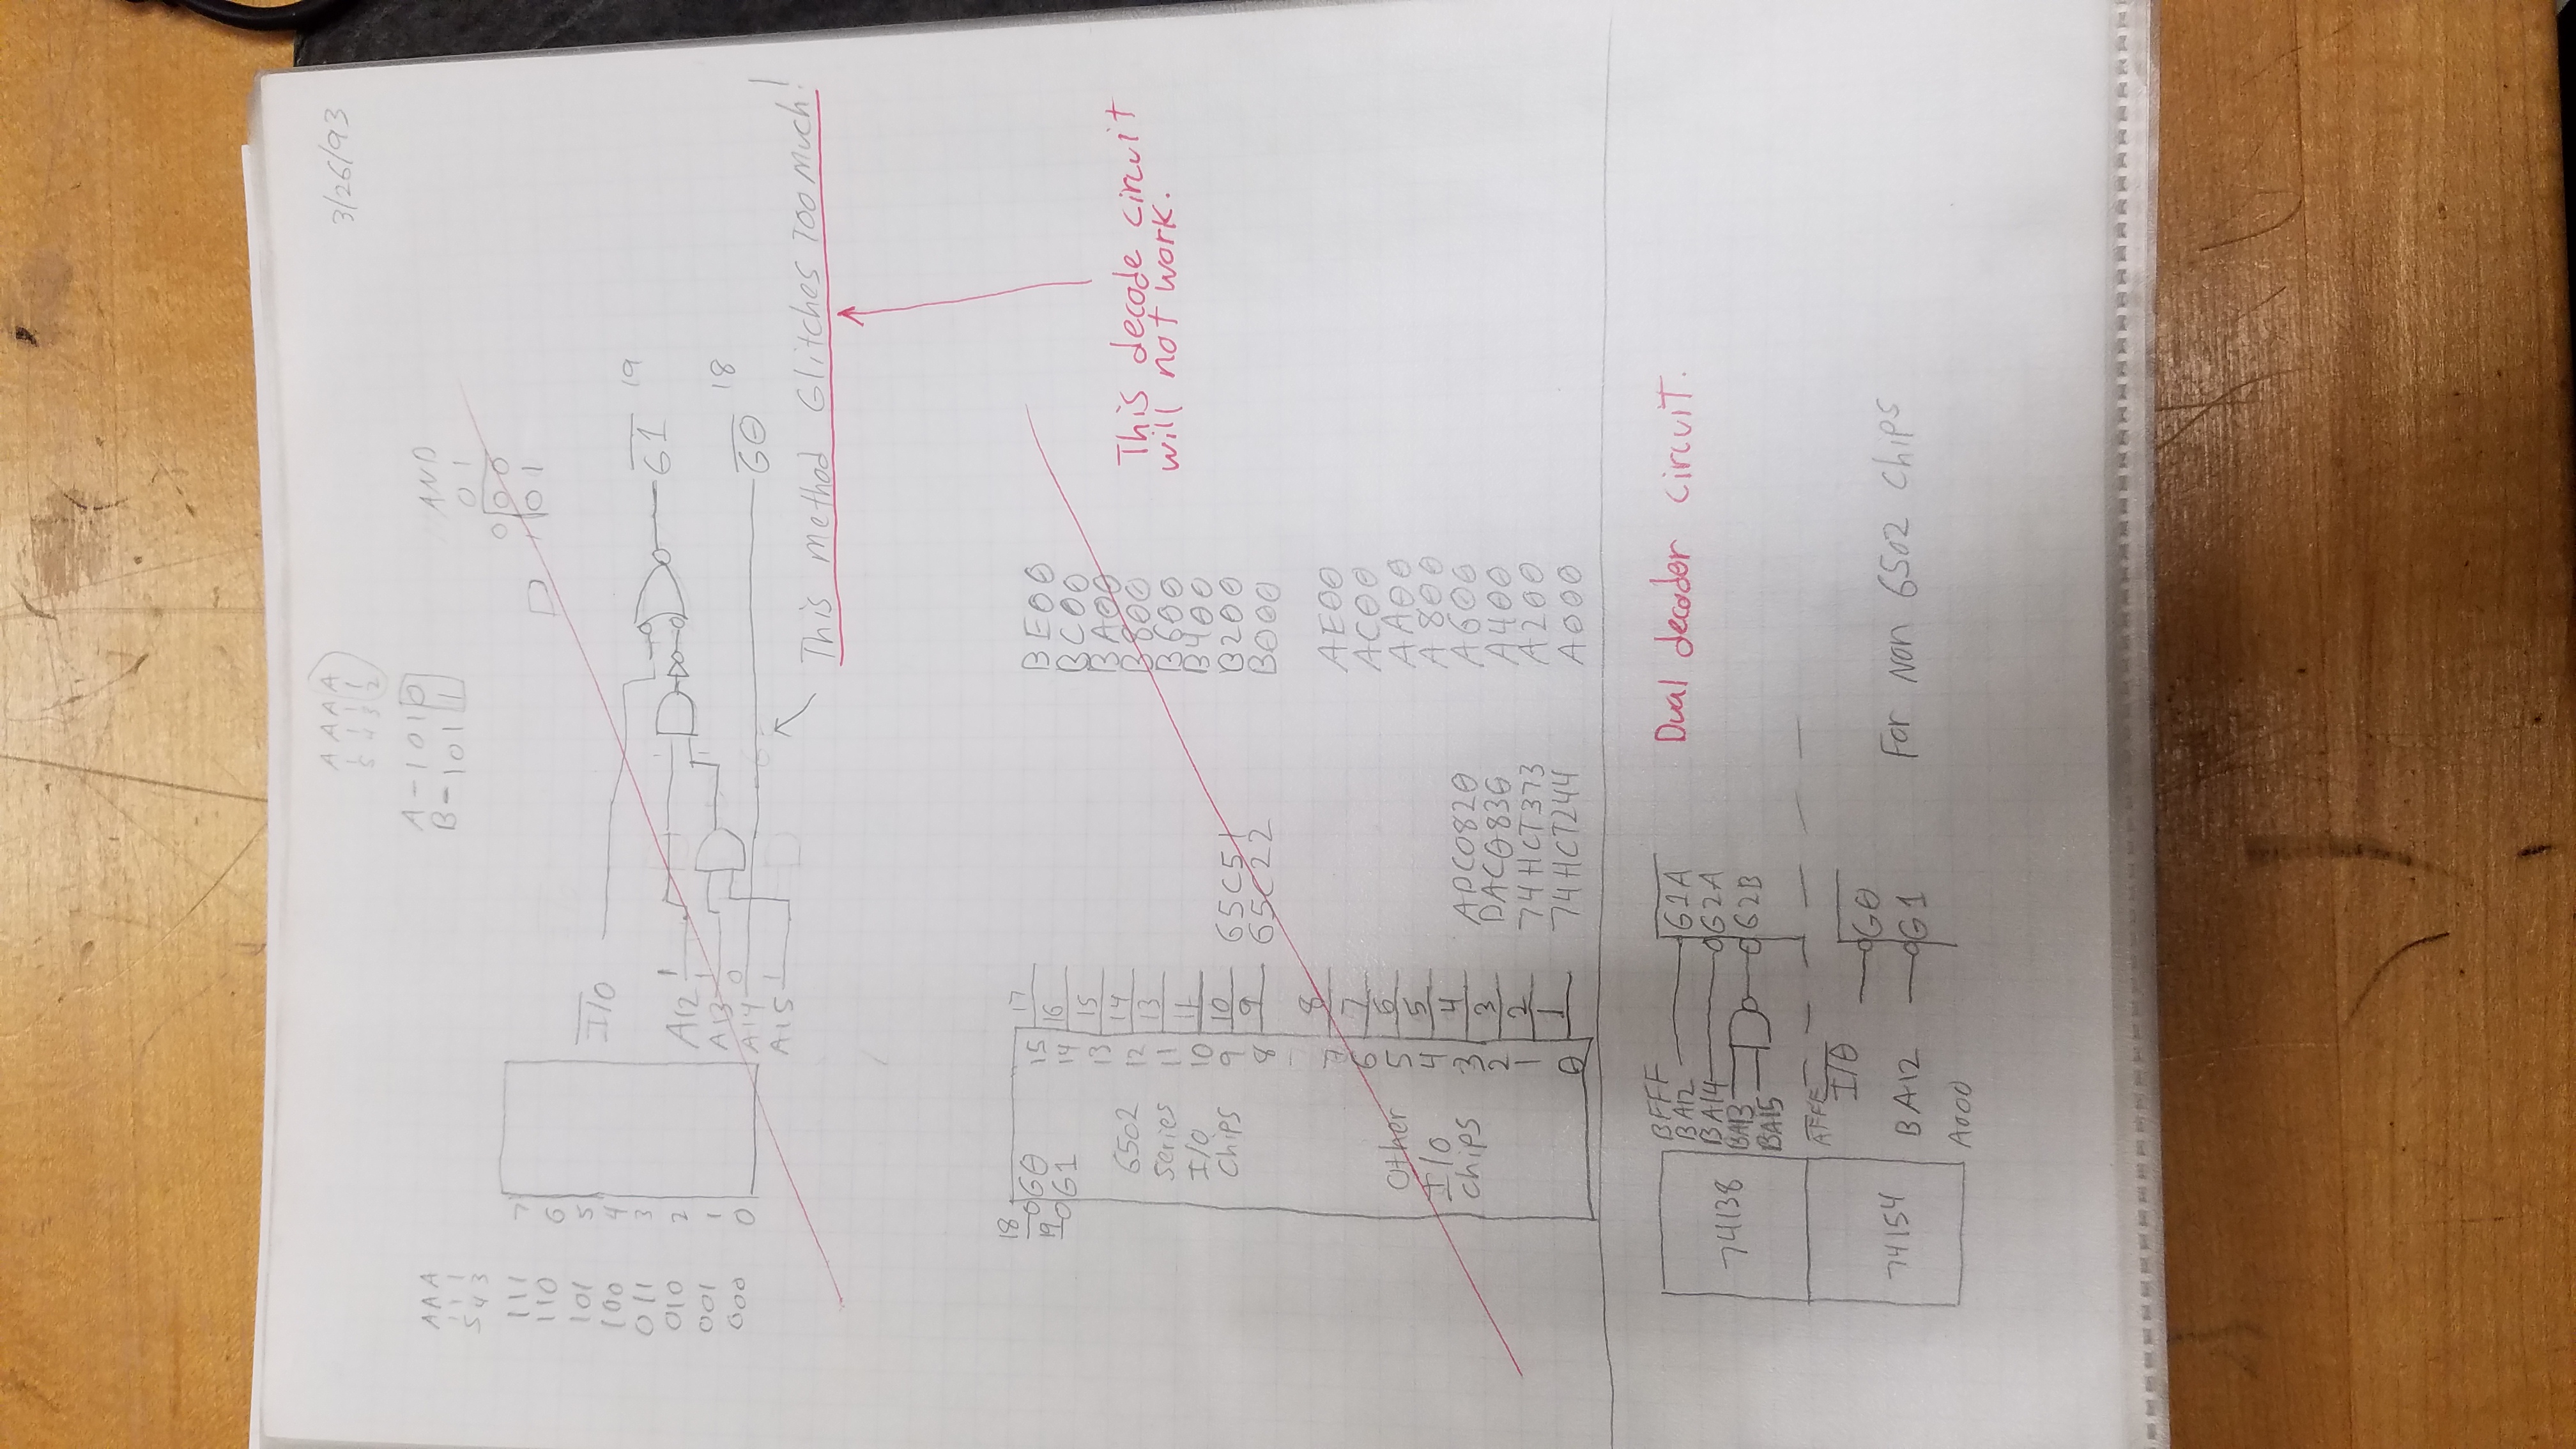 3/26/93
A A A A
1 1 1 1
5 4 3 2
A - 1 0 1 0
B - 1 0 1 1
AND
0 1
0 0 0
1 0 1
A A A
1 1 1
5 4 3
111 7
110 6
101 5
100 4
011 3
010 2
001 1
000 0
I/O
A12 1
A13 1
A14 0
A15 1
G1 19
G0 18
This method Glitches Too Much!
This decode circuit
will not work.
18 G0 15 17 BE00
19 G1 14 16 BC00
13 15 BA00
6502 12 14 B800
Series 11 13 B600
I/O 10 11 B400
Chips 9 10 65C51 B200
8 9 65C22 B000
7 8 AE00
6 7 AC00
Other 5 6 AA00
I/O 4 5 A800
Chips 3 4 ADC0820 A600
2 3 DAC0830 A400
1 2 74HCT373 A200
0 1 74HCT244 A000
Dual decoder circuit.
74138
BFFF
BA12 G1A
BA14 G2A
BA13 G2B
BA15
AFFF
I/0 G0
74154 BA12 G1
A000
For Non 6502 Chips